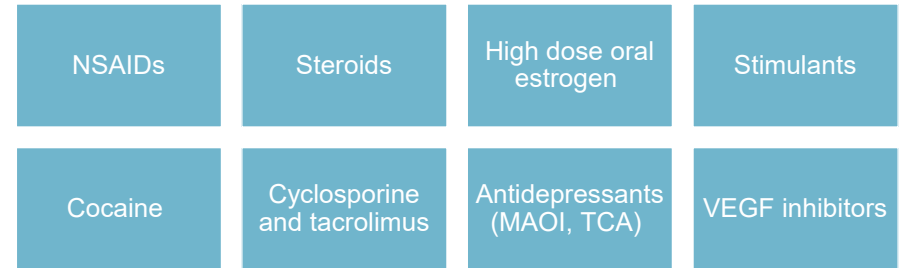 NSAIDs
Steroids
High dose oral
estrogen
Stimulants
Cocaine
Cyclosporine
and tacrolimus
Antidepressants
(MAOI, TCA)
VEGF inhibitors